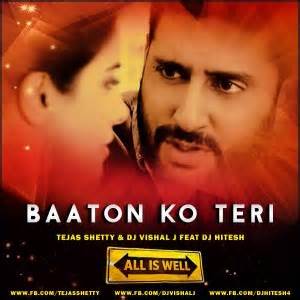 BAATON KO TERI
TEJAS SHETTY & DJ VISHAL J FEAT DJ HITESH
ALL IS WELL
WWW.FB.COM/TEJASSHETTY WWW.FB.COM/DJVISHALJ WWW.FB.COM/DJHITESH4